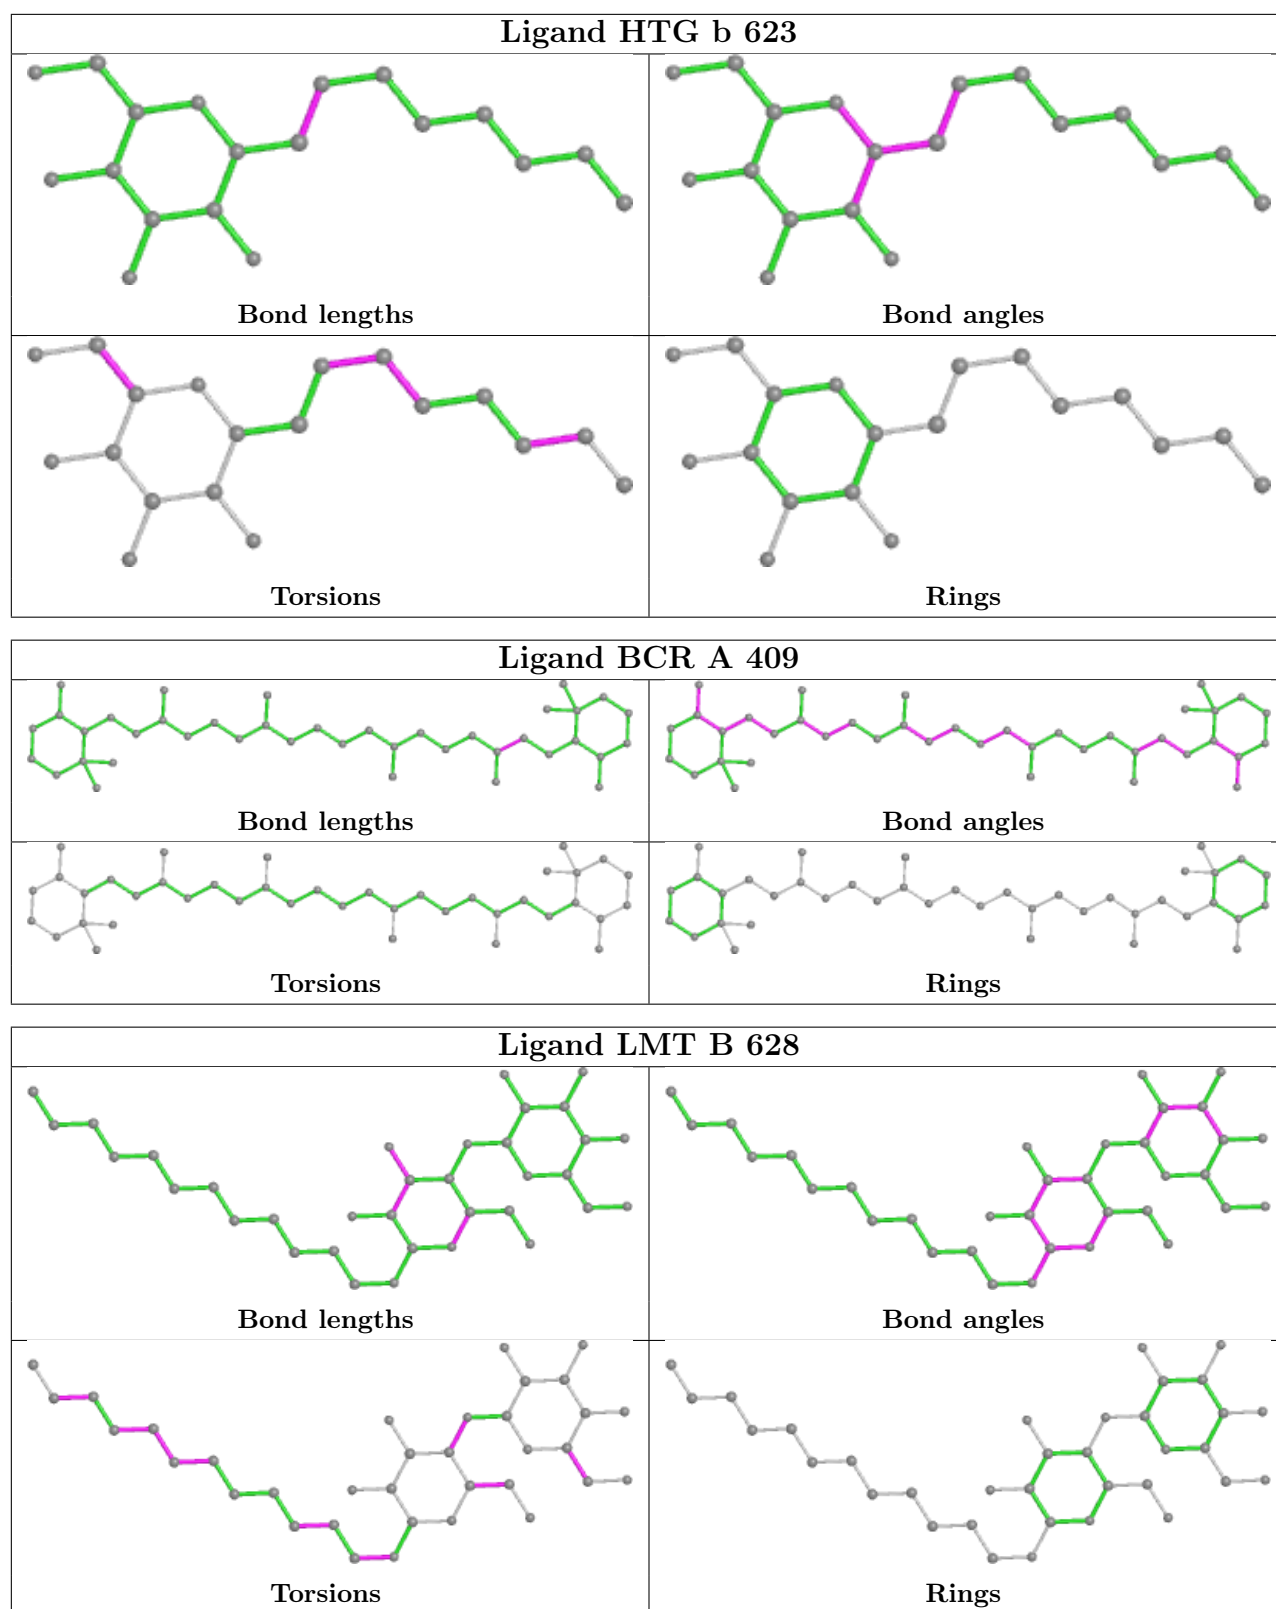 Ligand HTG b 623
Bond lengths
Bond angles
Torsions
Rings
Ligand BCR A 409
Bond lengths
Bond angles
Torsions
Rings
Ligand LMT B 628
Bond lengths
Bond angles
Torsions
Rings